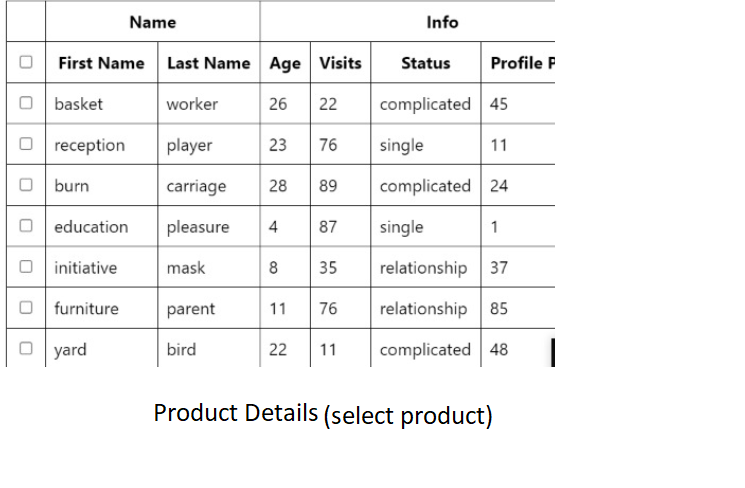 Name Info
First Name Last Name Age Visits Status Profile P
basket worker 26 22 complicated 45
reception player 23 76 single 11
burn carriage 28 89 complicated 24
education pleasure 4 87 single 1
initiative mask 8 35 relationship 37
furniture parent 11 76 relationship 85
yard bird 22 11 complicated 48
Product Details (select product)